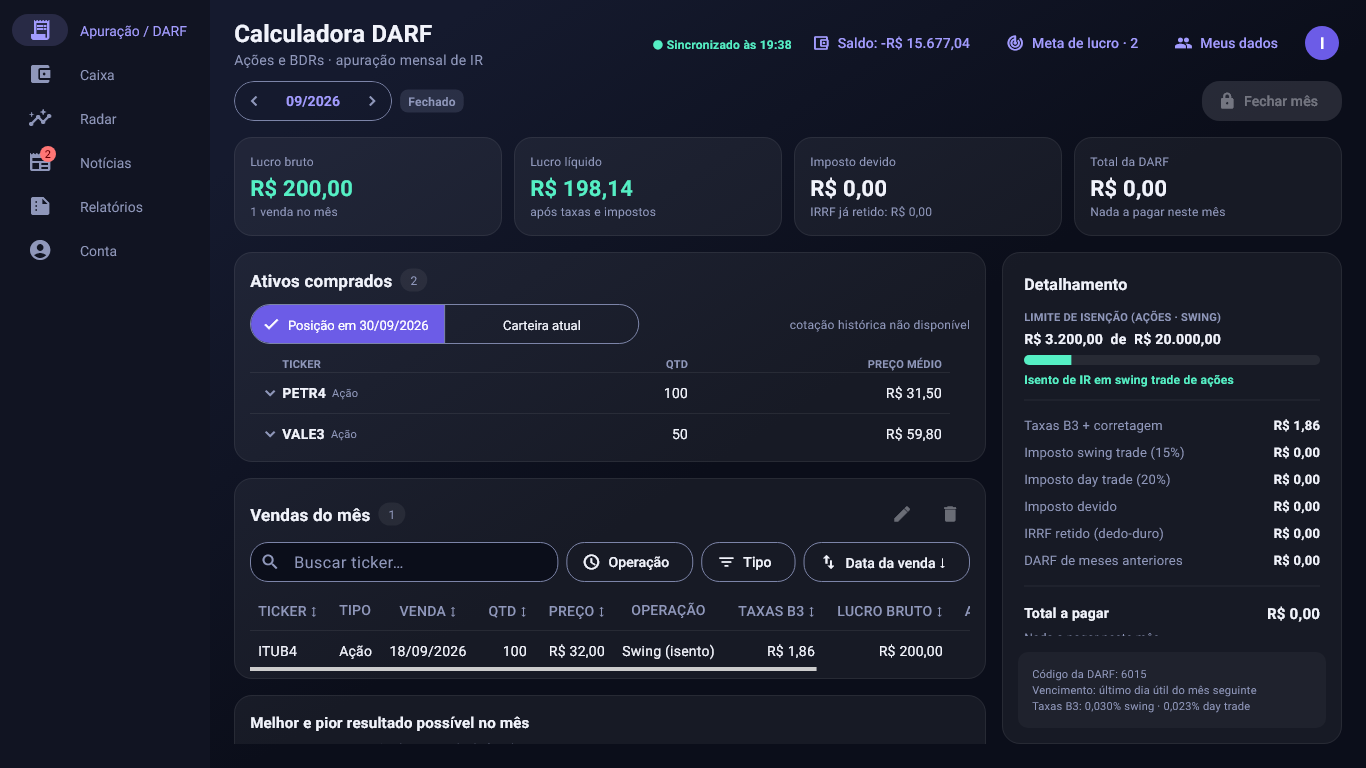 Apuração / DARF
Caixa
Radar
2
Notícias
Relatórios
Conta
Calculadora DARF
Ações e BDRs · apuração mensal de IR
Sincronizado às 19:38
Saldo: -R$ 15.677,04
Meta de lucro · 2
Meus dados
I
09/2026
Fechado
Fechar mês
Lucro bruto
R$ 200,00
1 venda no mês
Lucro líquido
R$ 198,14
após taxas e impostos
Imposto devido
R$ 0,00
IRRF já retido: R$ 0,00
Total da DARF
R$ 0,00
Nada a pagar neste mês
Ativos comprados 2
Posição em 30/09/2026
Carteira atual
cotação histórica não disponível
TICKER QTD PREÇO MÉDIO
PETR4 Ação 100 R$ 31,50
VALE3 Ação 50 R$ 59,80
Vendas do mês 1
Buscar ticker...
Operação
Tipo
Data da venda ↓
TICKER ↕ TIPO VENDA ↕ QTD ↕ PREÇO ↕ OPERAÇÃO TAXAS B3 ↕ LUCRO BRUTO ↕
ITUB4 Ação 18/09/2026 100 R$ 32,00 Swing (isento) R$ 1,86 R$ 200,00
Melhor e pior resultado possível no mês
Detalhamento
LIMITE DE ISENÇÃO (AÇÕES · SWING)
R$ 3.200,00 de R$ 20.000,00
Isento de IR em swing trade de ações
Taxas B3 + corretagem R$ 1,86
Imposto swing trade (15%) R$ 0,00
Imposto day trade (20%) R$ 0,00
Imposto devido R$ 0,00
IRRF retido (dedo-duro) R$ 0,00
DARF de meses anteriores R$ 0,00
Total a pagar R$ 0,00
Código da DARF: 6015
Vencimento: último dia útil do mês seguinte
Taxas B3: 0,030% swing · 0,023% day trade